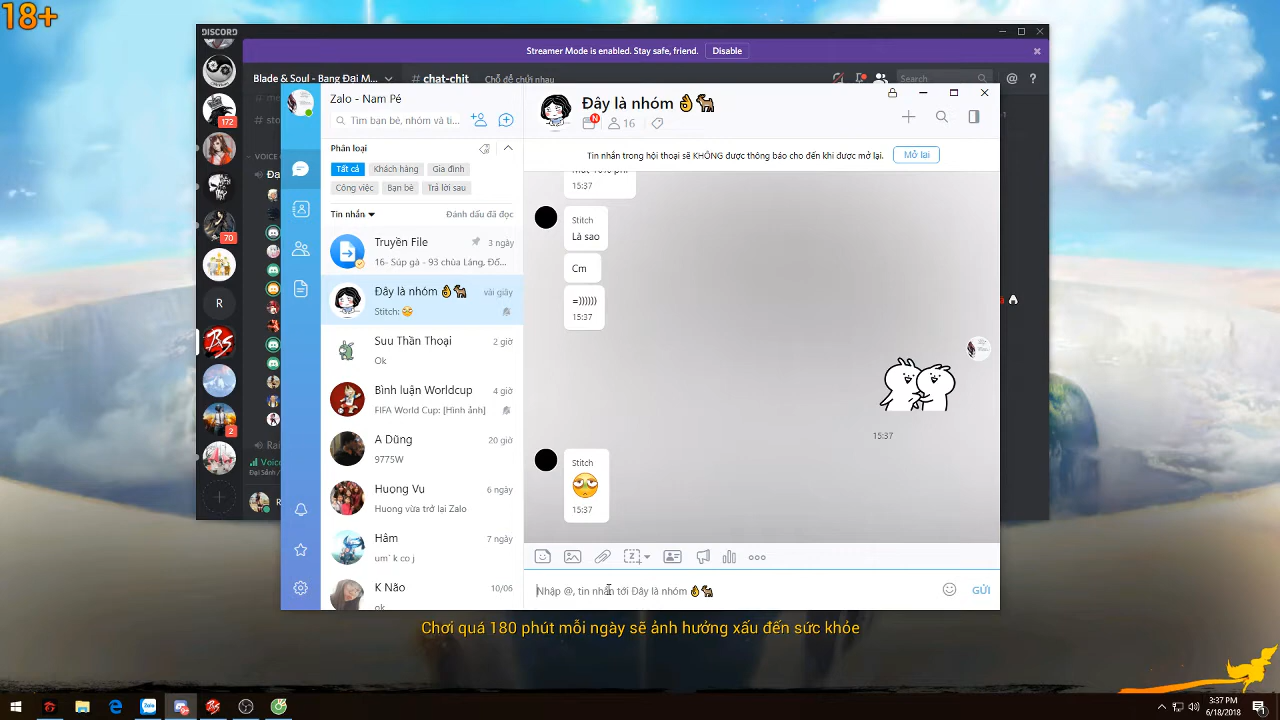 18+
DISCORD
Streamer Mode is enabled. Stay safe, friend.
Disable
Blade & Soul - Bang Đại M...
# chat-chit
Chỗ để chửi nhau
Search
172
70
R
2
Zalo - Nam Pé
Tìm bạn bè, nhóm và ti...
Phân loại
Tất cả
Khách hàng
Gia đình
Công việc
Bạn bè
Trả lời sau
Tin nhắn
Đánh dấu đã đọc
Truyền File
3 ngày
16- Súp gà - 93 chùa Láng, Đố...
Đây là nhóm 👌🐕
vài giây
Stitch:
Suu Thần Thoại
2 giờ
Ok
Bình luận Worldcup
4 giờ
FIFA World Cup: [Hình ảnh]
A Dũng
20 giờ
9775W
Huong Vu
6 ngày
Huong vừa trở lại Zalo
Hâm
7 ngày
um` k co j
K Não
10/06
ok
Đây là nhóm 👌🐕
N
16
Tin nhắn trong hội thoại sẽ KHÔNG được thông báo cho đến khi được mở lại.
Mở lại
15:37
Stitch
Là sao
Cm
=))))))
15:37
15:37
Stitch
15:37
Nhập @, tin nhắn tới Đây là nhóm 👌🐕
GỬI
Chơi quá 180 phút mỗi ngày sẽ ảnh hưởng xấu đến sức khỏe
Zalo
3:37 PM
6/18/2018